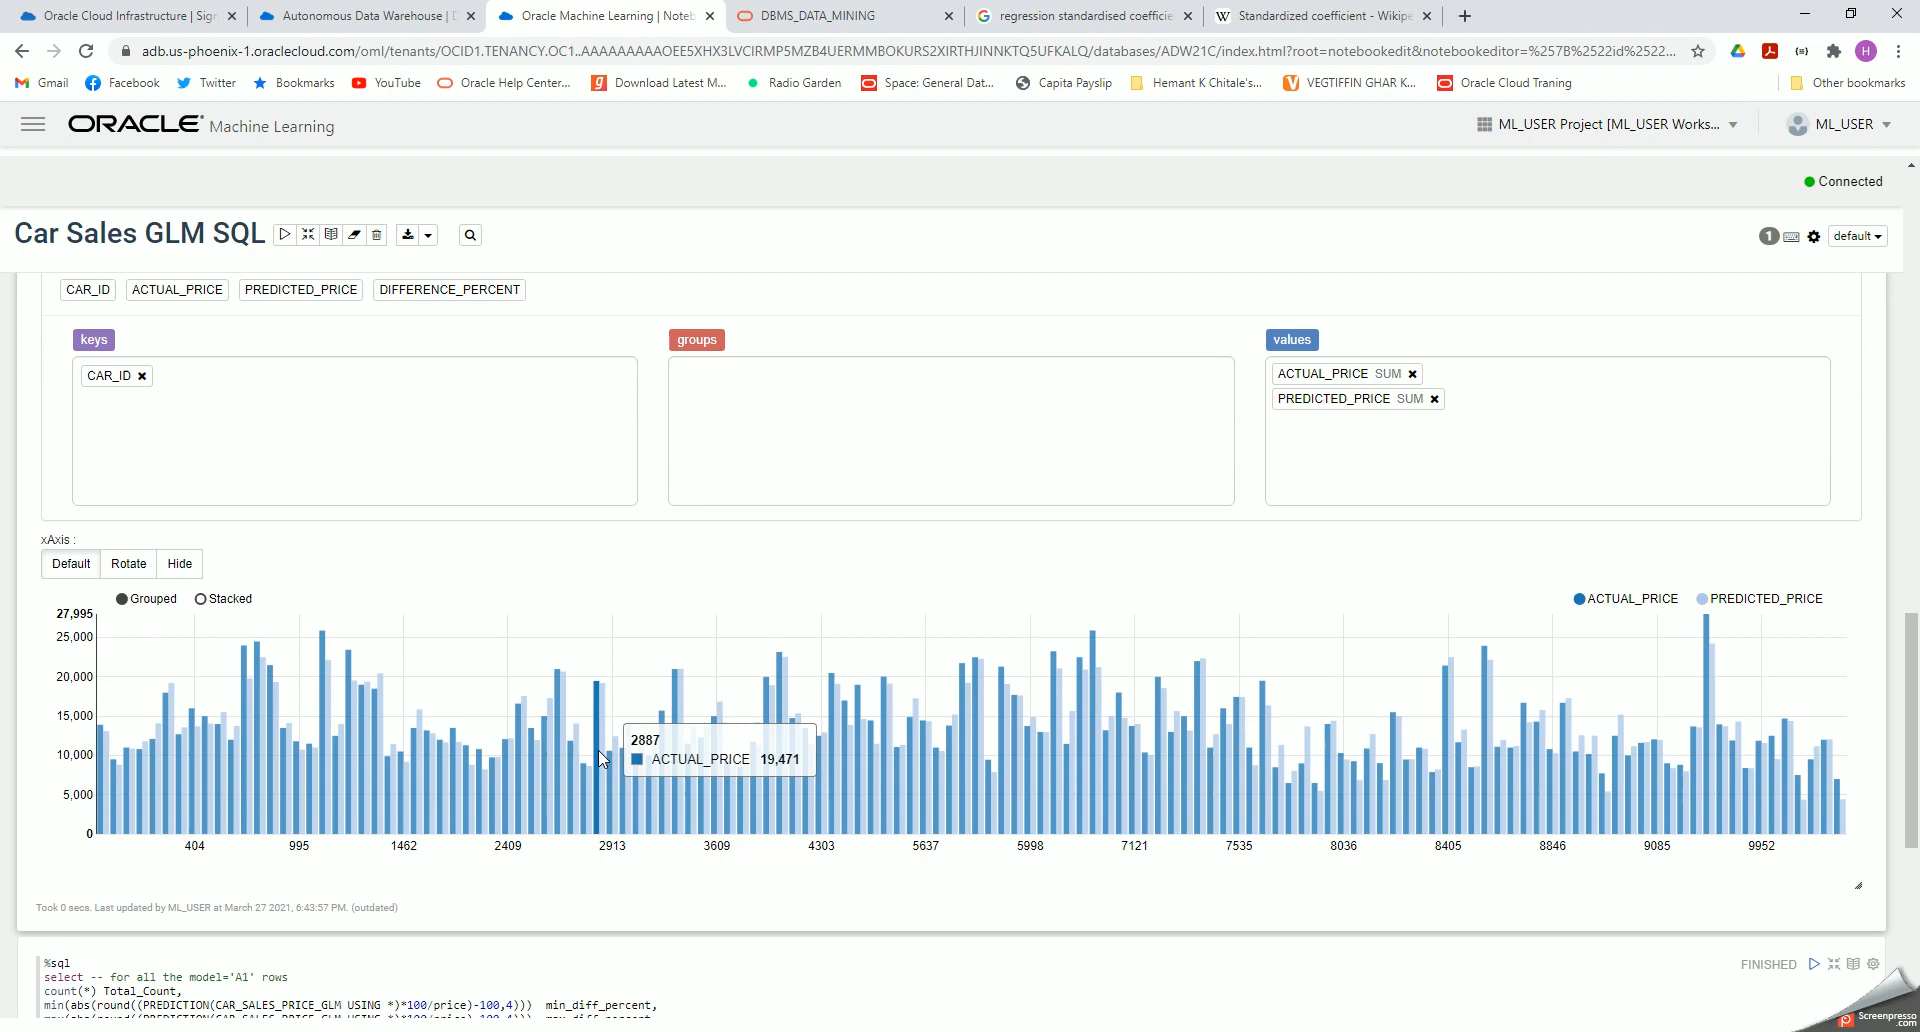 Oracle Cloud Infrastructure | Sign
Autonomous Data Warehouse |
Oracle Machine Learning | Noteb
DBMS_DATA_MINING
regression standardised coefficie
Standardized coefficient - Wikipe
adb.us-phoenix-1.oraclecloud.com/oml/tenants/OCID1.TENANCY.OC1..AAAAAAAAAOEE5XHX3LVCIRMP5MZB4UERMMBOKURS2XIRTHJINNKTQ5UFKALQ/databases/ADW21C/index.html?root=notebookedit&notebookeditor=%257B%2522id%2522...
H
Gmail
Facebook
Twitter
Bookmarks
YouTube
Oracle Help Center...
Download Latest M...
Radio Garden
Space: General Dat...
Capita Payslip
Hemant K Chitale's...
VEGTIFFIN GHAR K...
Oracle Cloud Traning
Other bookmarks
ORACLE Machine Learning
ML_USER Project [ML_USER Works...
ML_USER
Connected
Car Sales GLM SQL
1
default
CAR_ID
ACTUAL_PRICE
PREDICTED_PRICE
DIFFERENCE_PERCENT
keys
groups
values
CAR_ID
ACTUAL_PRICE SUM
PREDICTED_PRICE SUM
xAxis :
Default
Rotate
Hide
Grouped
Stacked
ACTUAL_PRICE
PREDICTED_PRICE
27,995
25,000
20,000
15,000
10,000
5,000
0
2887
ACTUAL_PRICE 19,471
404
995
1462
2409
2913
3609
4303
5637
5998
7121
7535
8036
8405
8846
9085
9952
Took 0 secs. Last updated by ML_USER at March 27 2021, 6:43:57 PM. (outdated)
%sql
FINISHED
select -- for all the model='A1' rows
count(*) Total_Count,
min(abs(round((PREDICTION(CAR_SALES_PRICE_GLM USING *)*100/price)-100,4))) min_diff_percent,
Screenpresso
.com